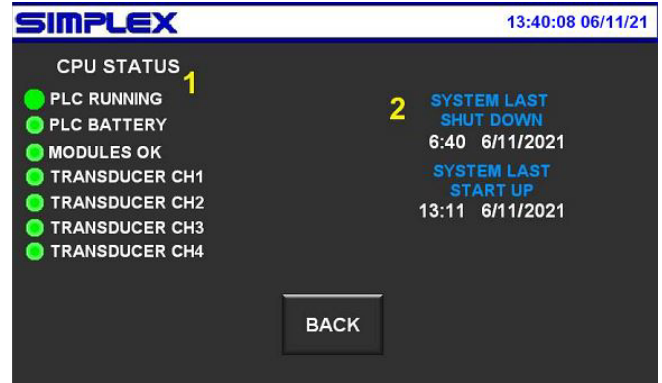 SIMPLEX
13:40:08 06/11/21
CPU STATUS
1
PLC RUNNING
PLC BATTERY
MODULES OK
TRANSDUCER CH1
TRANSDUCER CH2
TRANSDUCER CH3
TRANSDUCER CH4
2
SYSTEM LAST
SHUT DOWN
6:40 6/11/2021
SYSTEM LAST
START UP
13:11 6/11/2021
BACK